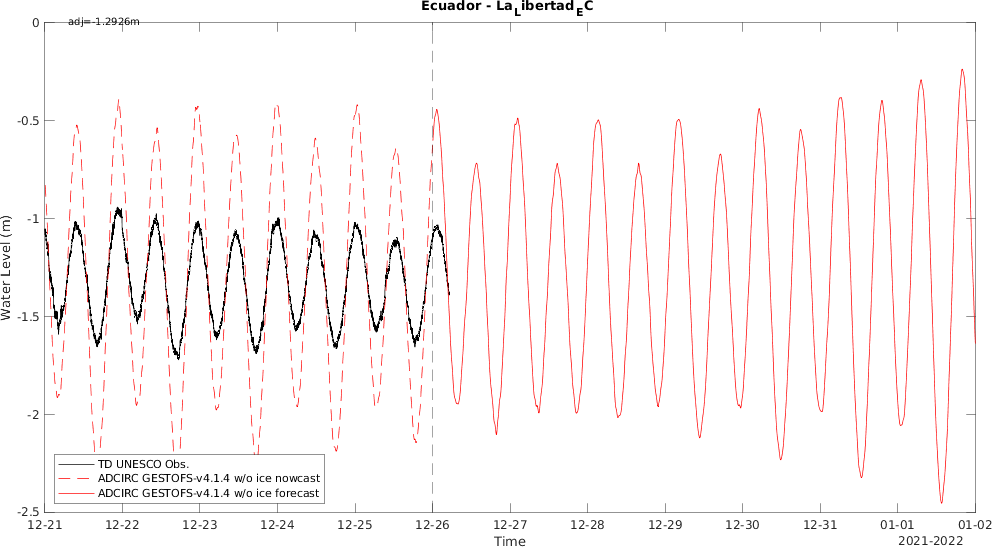 Ecuador - LaLibertadEC
adj=-1.2926m
0
-0.5
-1
-1.5
-2
-2.5
Water Level (m)
TD UNESCO Obs.
ADCIRC GESTOFS-v4.1.4 w/o ice nowcast
ADCIRC GESTOFS-v4.1.4 w/o ice forecast
12-21 12-22 12-23 12-24 12-25 12-26 12-27 12-28 12-29 12-30 12-31 01-01 01-02
Time
2021-2022